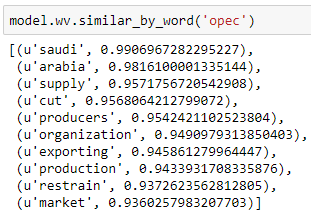 model.wv.similar_by_word('opec')
[(u'saudi', 0.9906967282295227),
(u'arabia', 0.9816100001335144),
(u'supply', 0.9571756720542908),
(u'cut', 0.9568064212799072),
(u'producers', 0.9542421102523804),
(u'organization', 0.9490979313850403),
(u'exporting', 0.945861279964447),
(u'production', 0.9433931708335876),
(u'restrain', 0.9372623562812805),
(u'market', 0.9360257983207703)]